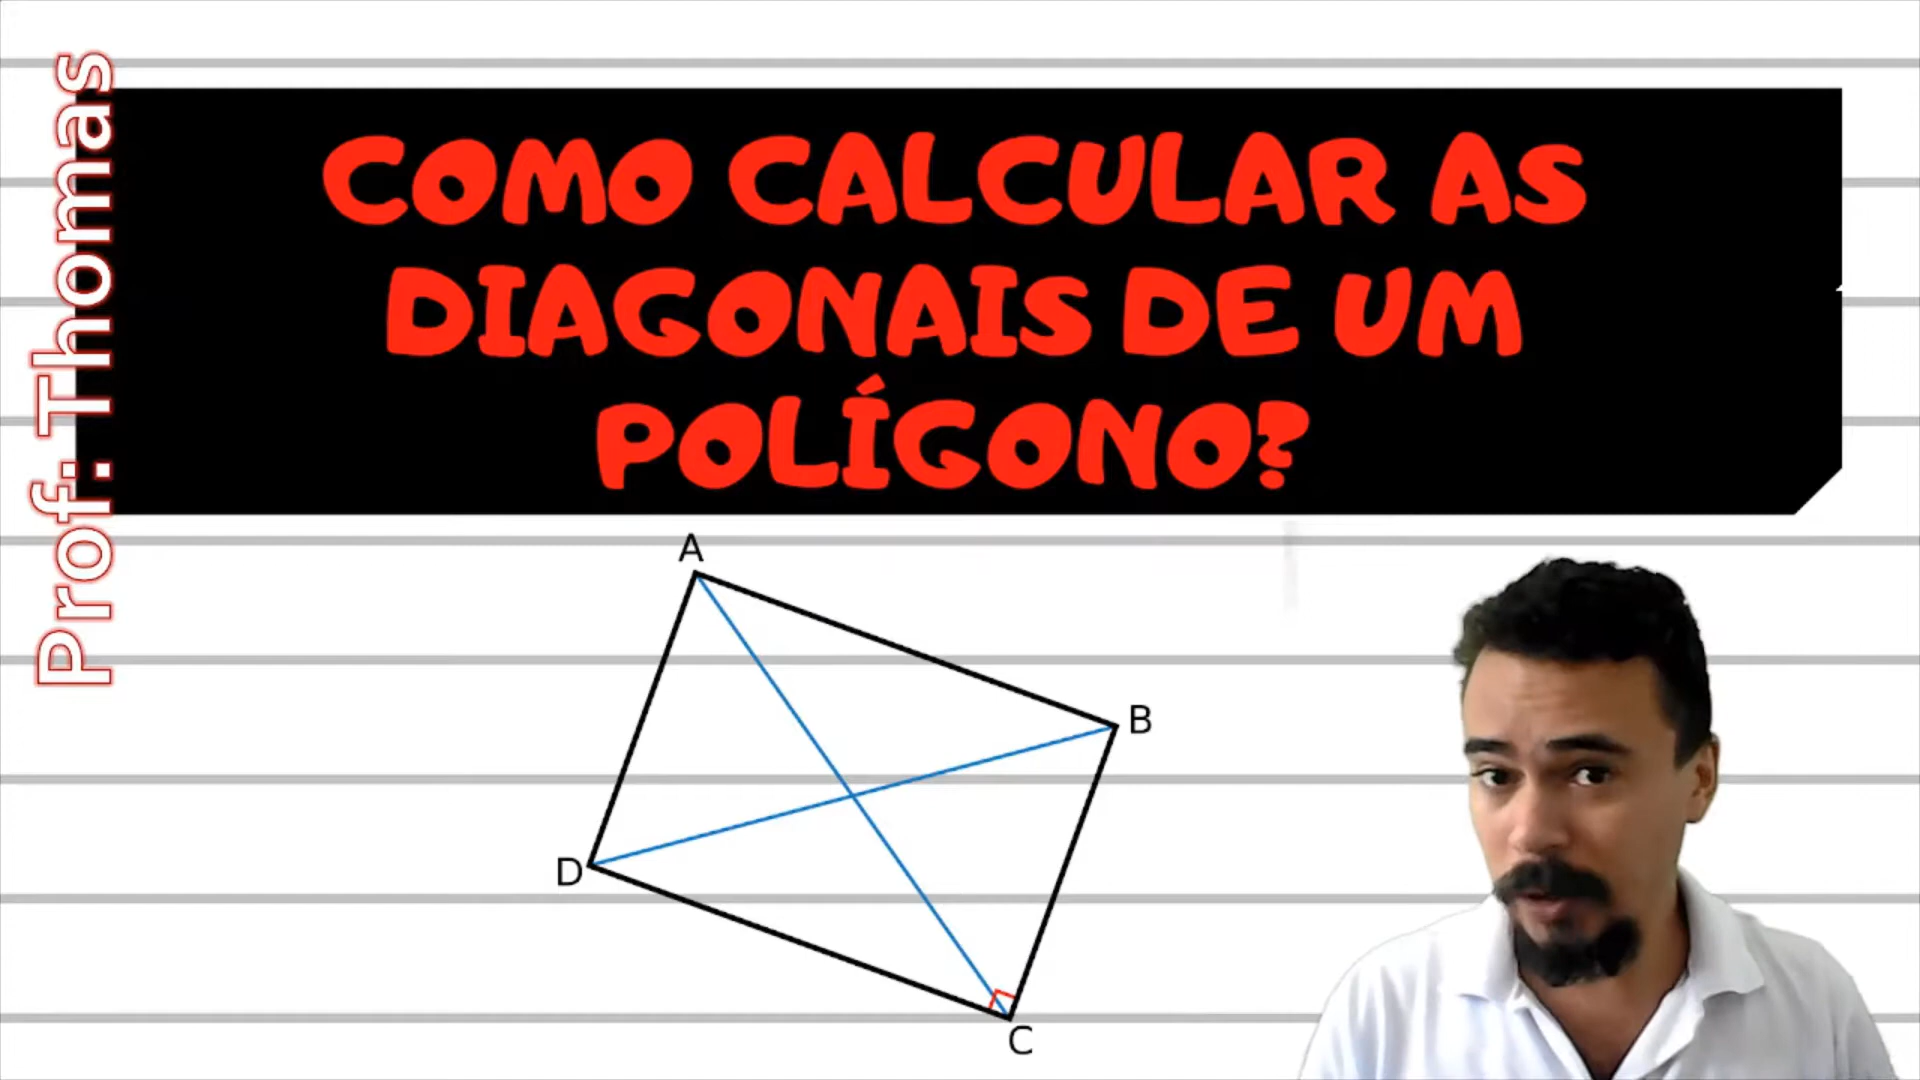 Prof: Thomas
COMO CALCULAR AS
DIAGONAIS DE UM
POLÍGONO?
A
B
D
C